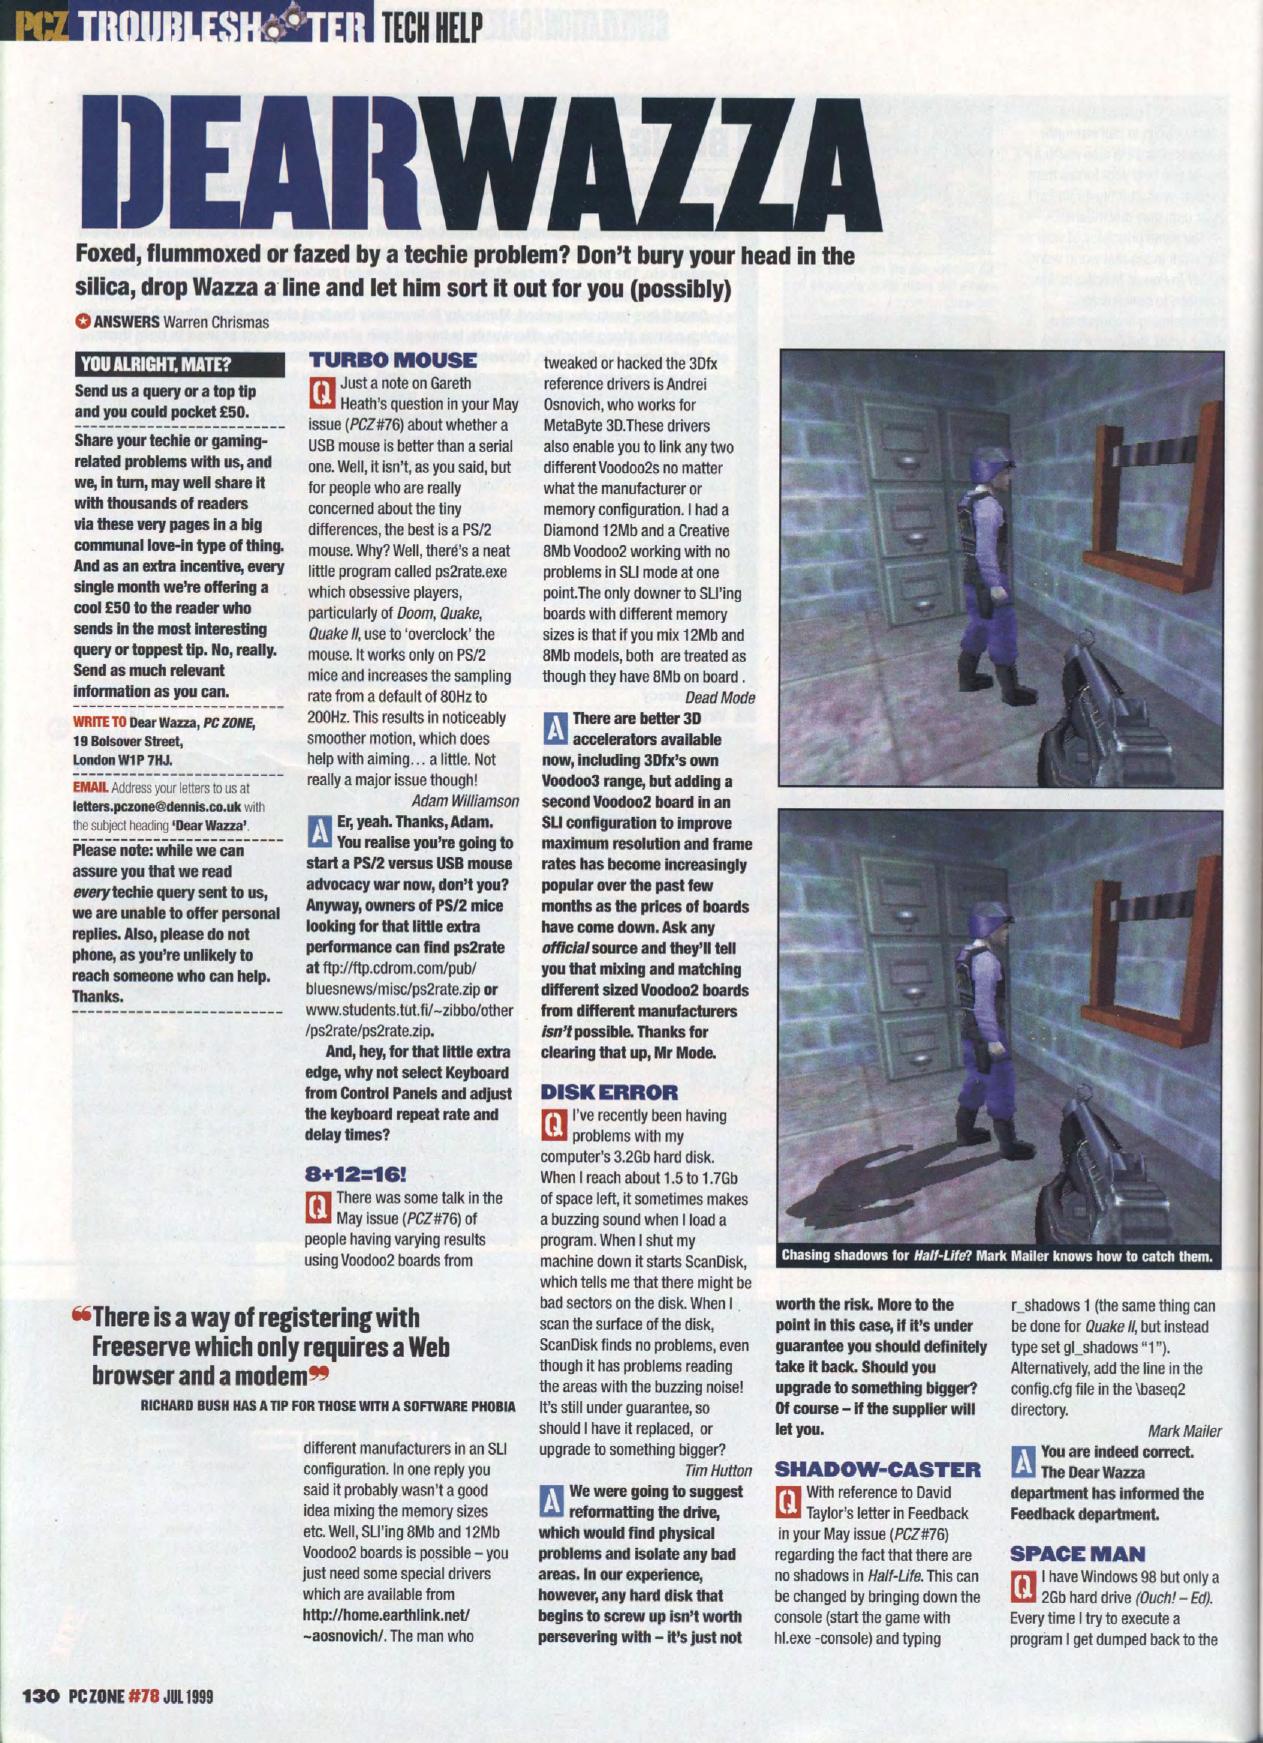 PCZ TROUBLESHOOTER TECH HELP
DEARWAZZA
Foxed, flummoxed or fazed by a techie problem? Don't bury your head in the
silica, drop Wazza a line and let him sort it out for you (possibly)
ANSWERS Warren Chrismas
YOU ALRIGHT, MATE?
Send us a query or a top tip
and you could pocket £50.
Share your techie or gaming-
related problems with us, and
we, in turn, may well share it
with thousands of readers
via these very pages in a big
communal love-in type of thing.
And as an extra incentive, every
single month we're offering a
cool £50 to the reader who
sends in the most interesting
query or toppest tip. No, really.
Send as much relevant
information as you can.
WRITE TO Dear Wazza, PC ZONE,
19 Bolsover Street,
London W1P 7HJ.
EMAIL Address your letters to us at
letters.pczone@dennis.co.uk with
the subject heading 'Dear Wazza'.
Please note: while we can
assure you that we read
every techie query sent to us,
we are unable to offer personal
replies. Also, please do not
phone, as you're unlikely to
reach someone who can help.
Thanks.
TURBO MOUSE
Q Just a note on Gareth
Heath's question in your May
issue (PCZ #76) about whether a
USB mouse is better than a serial
one. Well, it isn't, as you said, but
for people who are really
concerned about the tiny
differences, the best is a PS/2
mouse. Why? Well, there's a neat
little program called ps2rate.exe
which obsessive players,
particularly of Doom, Quake,
Quake II, use to 'overclock' the
mouse. It works only on PS/2
mice and increases the sampling
rate from a default of 80Hz to
200Hz. This results in noticeably
smoother motion, which does
help with aiming... a little. Not
really a major issue though!
Adam Williamson
A Er, yeah. Thanks, Adam.
You realise you're going to
start a PS/2 versus USB mouse
advocacy war now, don't you?
Anyway, owners of PS/2 mice
looking for that little extra
performance can find ps2rate
at ftp://ftp.cdrom.com/pub/
bluesnews/misc/ps2rate.zip or
www.students.tut.fi/~zibbo/other
/ps2rate/ps2rate.zip.
And, hey, for that little extra
edge, why not select Keyboard
from Control Panels and adjust
the keyboard repeat rate and
delay times?
8+12=16!
Q There was some talk in the
May issue (PCZ #76) of
people having varying results
using Voodoo2 boards from
“There is a way of registering with
Freeserve which only requires a Web
browser and a modem”
RICHARD BUSH HAS A TIP FOR THOSE WITH A SOFTWARE PHOBIA
different manufacturers in an SLI
configuration. In one reply you
said it probably wasn't a good
idea mixing the memory sizes
etc. Well, SLI'ing 8Mb and 12Mb
Voodoo2 boards is possible – you
just need some special drivers
which are available from
http://home.earthlink.net/
~aosnovich/. The man who
tweaked or hacked the 3Dfx
reference drivers is Andrei
Osnovich, who works for
MetaByte 3D.These drivers
also enable you to link any two
different Voodoo2s no matter
what the manufacturer or
memory configuration. I had a
Diamond 12Mb and a Creative
8Mb Voodoo2 working with no
problems in SLI mode at one
point.The only downer to SLI'ing
boards with different memory
sizes is that if you mix 12Mb and
8Mb models, both are treated as
though they have 8Mb on board .
Dead Mode
A There are better 3D
accelerators available
now, including 3Dfx's own
Voodoo3 range, but adding a
second Voodoo2 board in an
SLI configuration to improve
maximum resolution and frame
rates has become increasingly
popular over the past few
months as the prices of boards
have come down. Ask any
official source and they'll tell
you that mixing and matching
different sized Voodoo2 boards
from different manufacturers
isn't possible. Thanks for
clearing that up, Mr Mode.
DISK ERROR
Q I've recently been having
problems with my
computer's 3.2Gb hard disk.
When I reach about 1.5 to 1.7Gb
of space left, it sometimes makes
a buzzing sound when I load a
program. When I shut my
machine down it starts ScanDisk,
which tells me that there might be
bad sectors on the disk. When I
scan the surface of the disk,
ScanDisk finds no problems, even
though it has problems reading
the areas with the buzzing noise!
It's still under guarantee, so
should I have it replaced, or
upgrade to something bigger?
Tim Hutton
A We were going to suggest
reformatting the drive,
which would find physical
problems and isolate any bad
areas. In our experience,
however, any hard disk that
begins to screw up isn't worth
persevering with – it's just not
Chasing shadows for Half-Life? Mark Mailer knows how to catch them.
worth the risk. More to the
point in this case, if it's under
guarantee you should definitely
take it back. Should you
upgrade to something bigger?
Of course – if the supplier will
let you.
SHADOW-CASTER
Q With reference to David
Taylor's letter in Feedback
in your May issue (PCZ #76)
regarding the fact that there are
no shadows in Half-Life. This can
be changed by bringing down the
console (start the game with
hl.exe -console) and typing
r_shadows 1 (the same thing can
be done for Quake II, but instead
type set gl_shadows “1”).
Alternatively, add the line in the
config.cfg file in the \baseq2
directory.
Mark Mailer
A You are indeed correct.
The Dear Wazza
department has informed the
Feedback department.
SPACE MAN
Q I have Windows 98 but only a
2Gb hard drive (Ouch! – Ed).
Every time I try to execute a
program I get dumped back to the
130 PC ZONE #78 JUL 1999